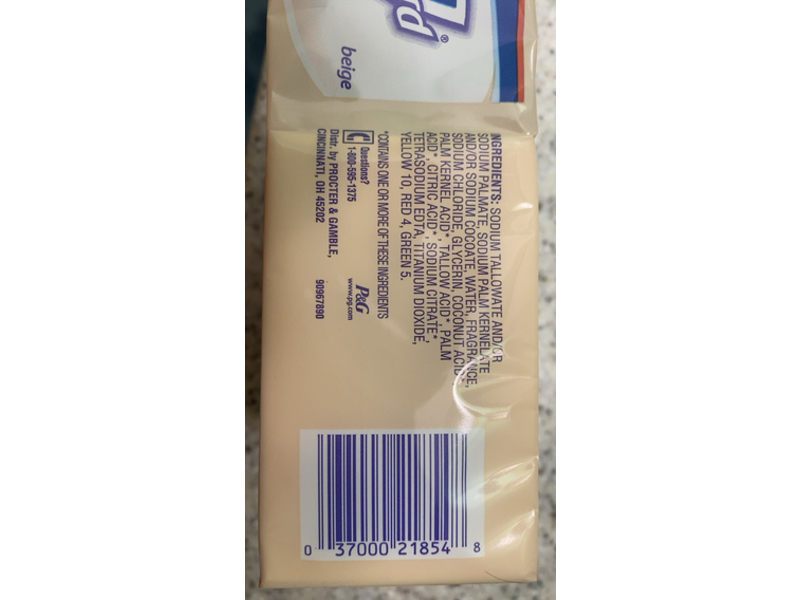 rd®
beige
INGREDIENTS: SODIUM TALLOWATE AND/OR
SODIUM PALMATE, SODIUM PALM KERNELATE
AND/OR SODIUM COCOATE, WATER, FRAGRANCE,
SODIUM CHLORIDE, GLYCERIN, COCONUT ACID*,
PALM KERNEL ACID*, TALLOW ACID*, PALM
ACID*, CITRIC ACID*, SODIUM CITRATE*,
TETRASODIUM EDTA, TITANIUM DIOXIDE,
YELLOW 10, RED 4, GREEN 5.
*CONTAINS ONE OR MORE OF THESE INGREDIENTS
Questions?
1-800-595-1375
P&G
www.pg.com
Distr. by PROCTER & GAMBLE,
CINCINNATI, OH 45202
90967890
0 37000 21854 8